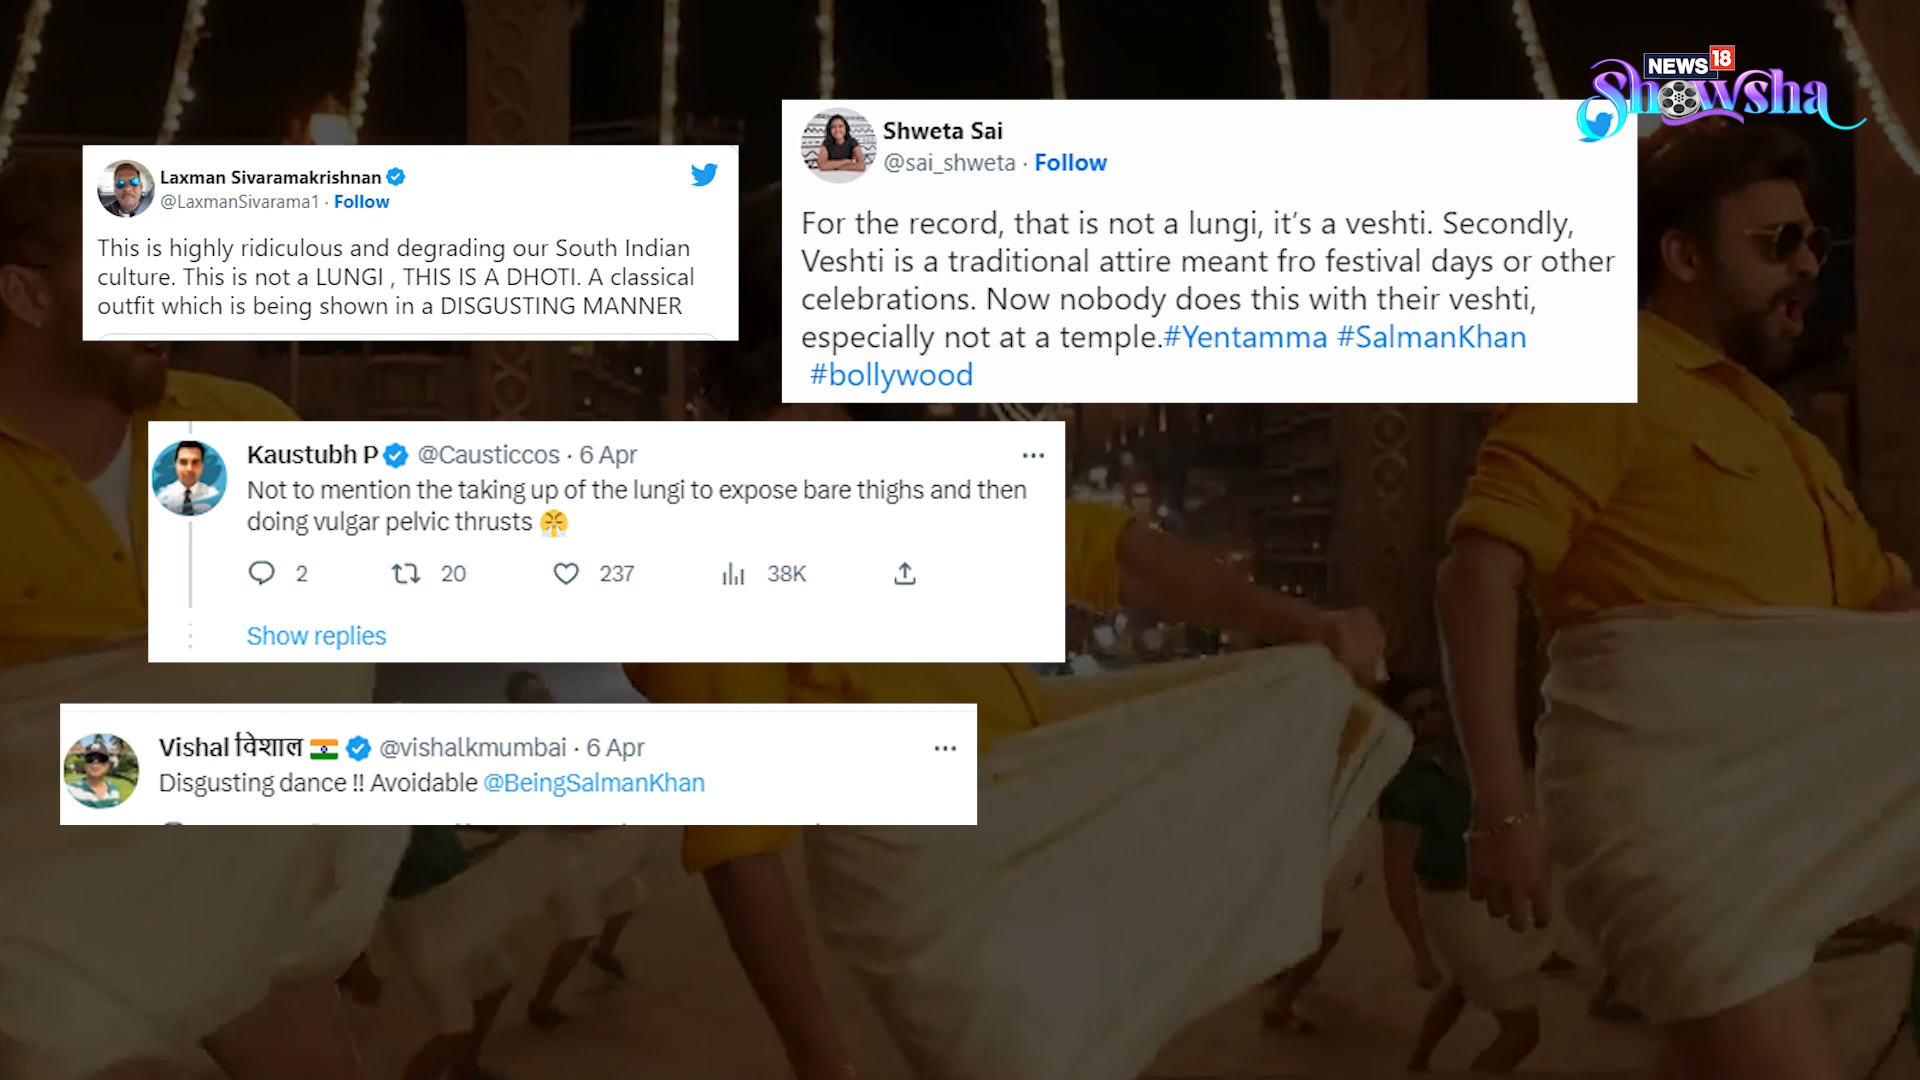 NEWS 18
Showsha
Laxman Sivaramakrishnan
@LaxmanSivarama1 · Follow
This is highly ridiculous and degrading our South Indian
culture. This is not a LUNGI , THIS IS A DHOTI. A classical
outfit which is being shown in a DISGUSTING MANNER
Shweta Sai
@sai_shweta · Follow
For the record, that is not a lungi, it’s a veshti. Secondly,
Veshti is a traditional attire meant fro festival days or other
celebrations. Now nobody does this with their veshti,
especially not at a temple.#Yentamma #SalmanKhan
#bollywood
Kaustubh P @Causticcos · 6 Apr
Not to mention the taking up of the lungi to expose bare thighs and then
doing vulgar pelvic thrusts 😤
2 20 237 38K
Show replies
Vishal विशाल 🇮🇳 @vishalkmumbai · 6 Apr
Disgusting dance !! Avoidable @BeingSalmanKhan